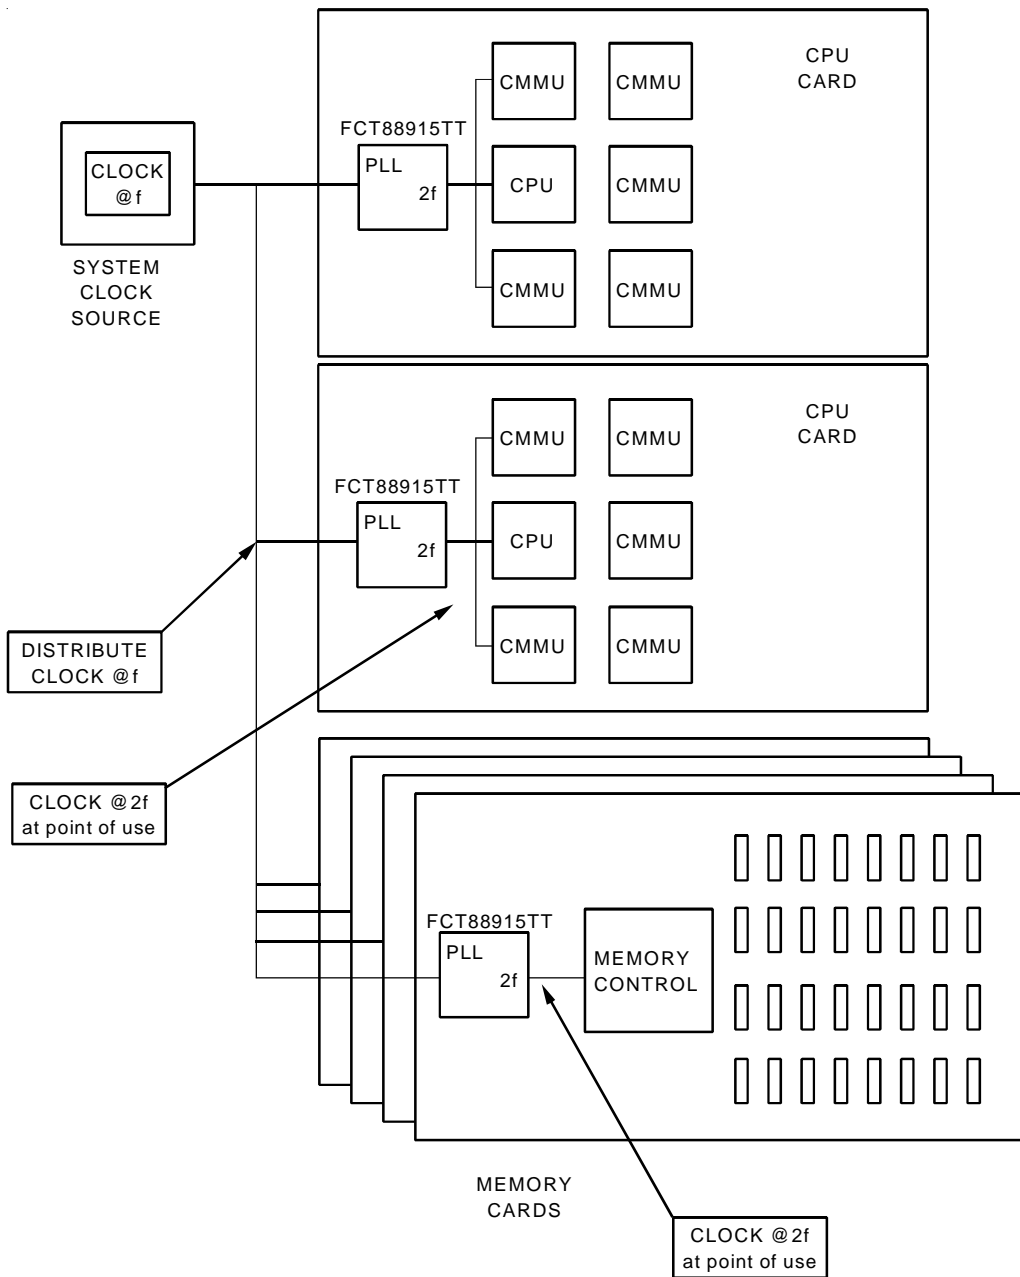 CPU
CARD
CMMU
CMMU
FCT88915TT
CLOCK
@f
PLL
2f
CPU
CMMU
SYSTEM
CLOCK
SOURCE
CMMU
CMMU
CPU
CARD
CMMU
CMMU
FCT88915TT
PLL
2f
CPU
CMMU
DISTRIBUTE
CLOCK @f
CMMU
CMMU
CLOCK @2f
at point of use
FCT88915TT
PLL
2f
MEMORY
CONTROL
MEMORY
CARDS
CLOCK @2f
at point of use